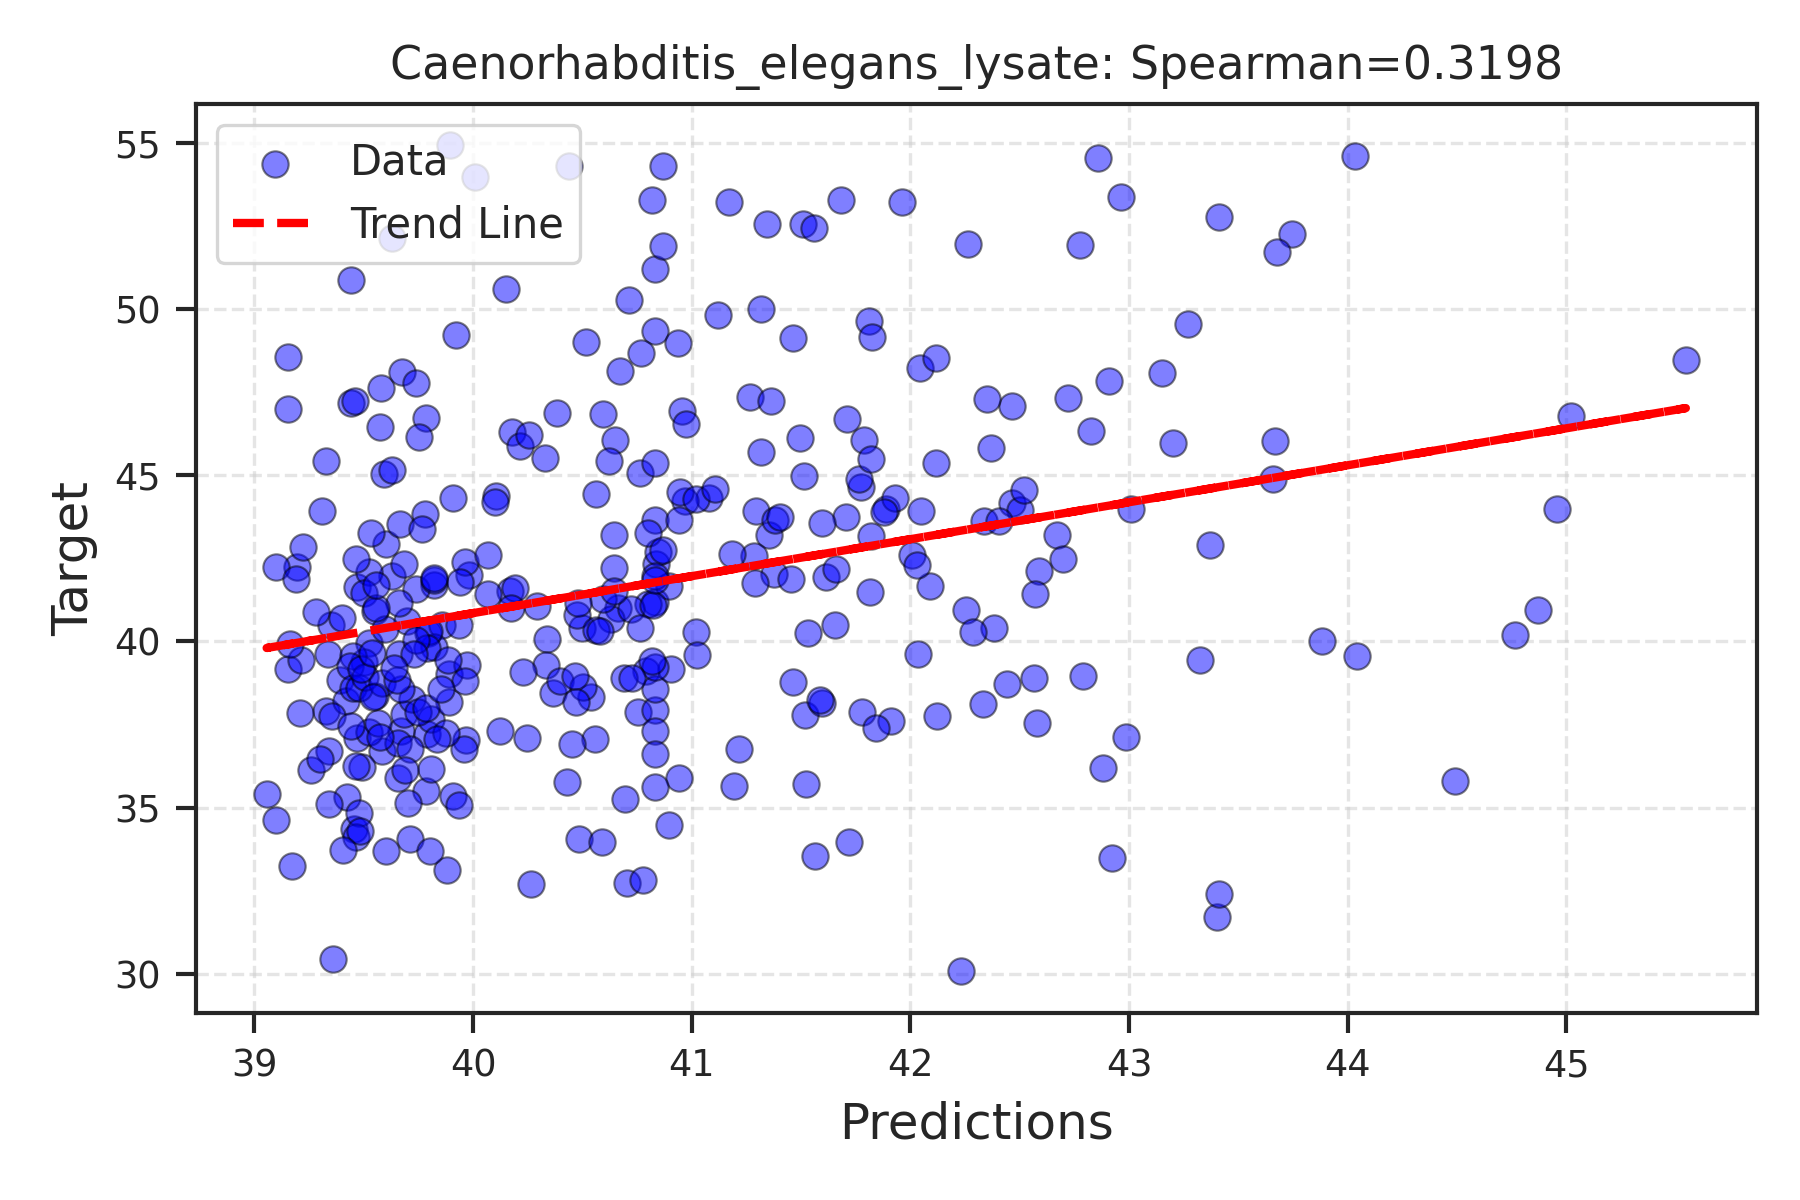 Caenorhabditis_elegans_lysate: Spearman=0.3198
Data
Trend Line
55
50
45
40
35
30
Target
39
40
41
42
43
44
45
Predictions